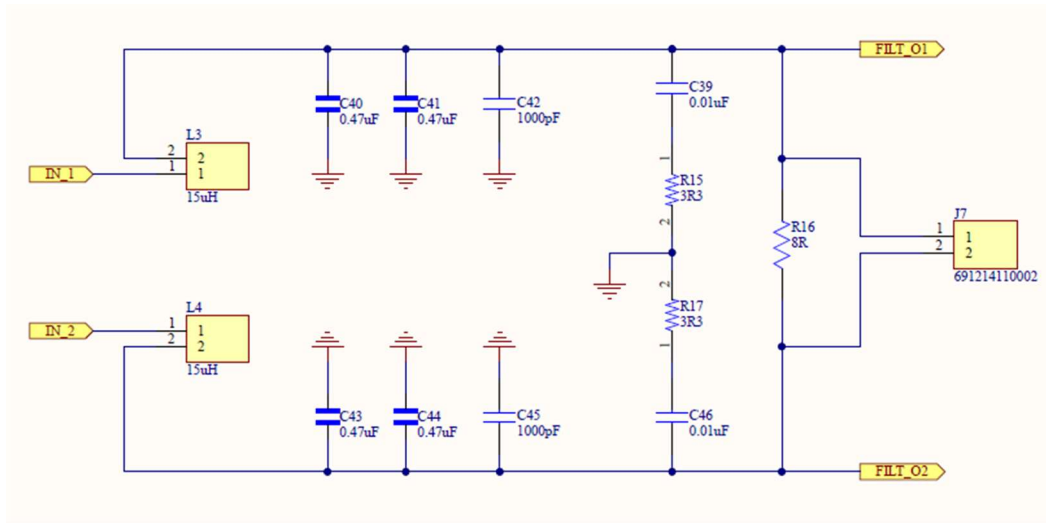 FILT_O1
C40
0.47uF
C41
0.47uF
C42
1000pF
C39
0.01uF
L3
2 2
1 1
15uH
IN_1
1
R15
3R3
2
R16
8R
J7
1 1
2 2
691214110002
2
R17
3R3
1
L4
1 1
2 2
15uH
IN_2
C43
0.47uF
C44
0.47uF
C45
1000pF
C46
0.01uF
FILT_O2